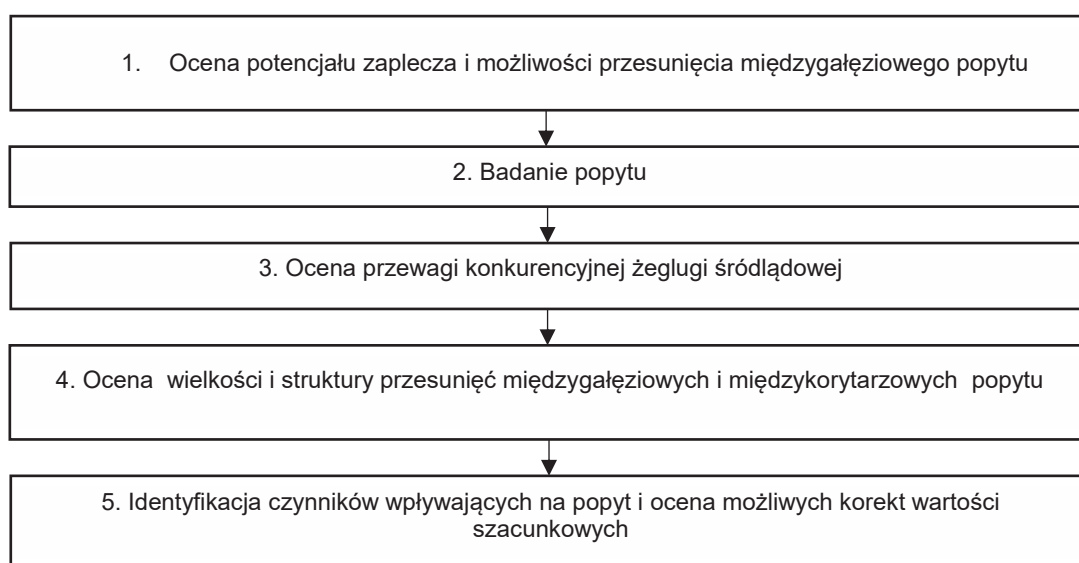 1. Ocena potencjału zaplecza i możliwości przesunięcia międzygałęziowego popytu
2. Badanie popytu
3. Ocena przewagi konkurencyjnej żeglugi śródlądowej
4. Ocena wielkości i struktury przesunięć międzygałęziowych i międzykorytarzowych popytu
5. Identyfikacja czynników wpływających na popyt i ocena możliwych korekt wartości
szacunkowych